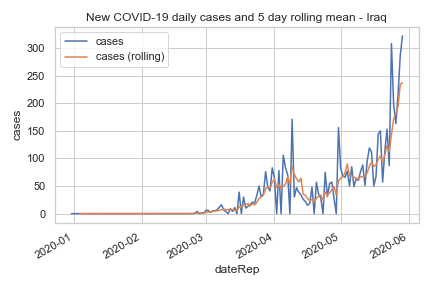 New COVID-19 daily cases and 5 day rolling mean - Iraq
cases
cases (rolling)
300
250
200
150
100
50
0
cases
2020-01
2020-02
2020-03
2020-04
2020-05
2020-06
dateRep